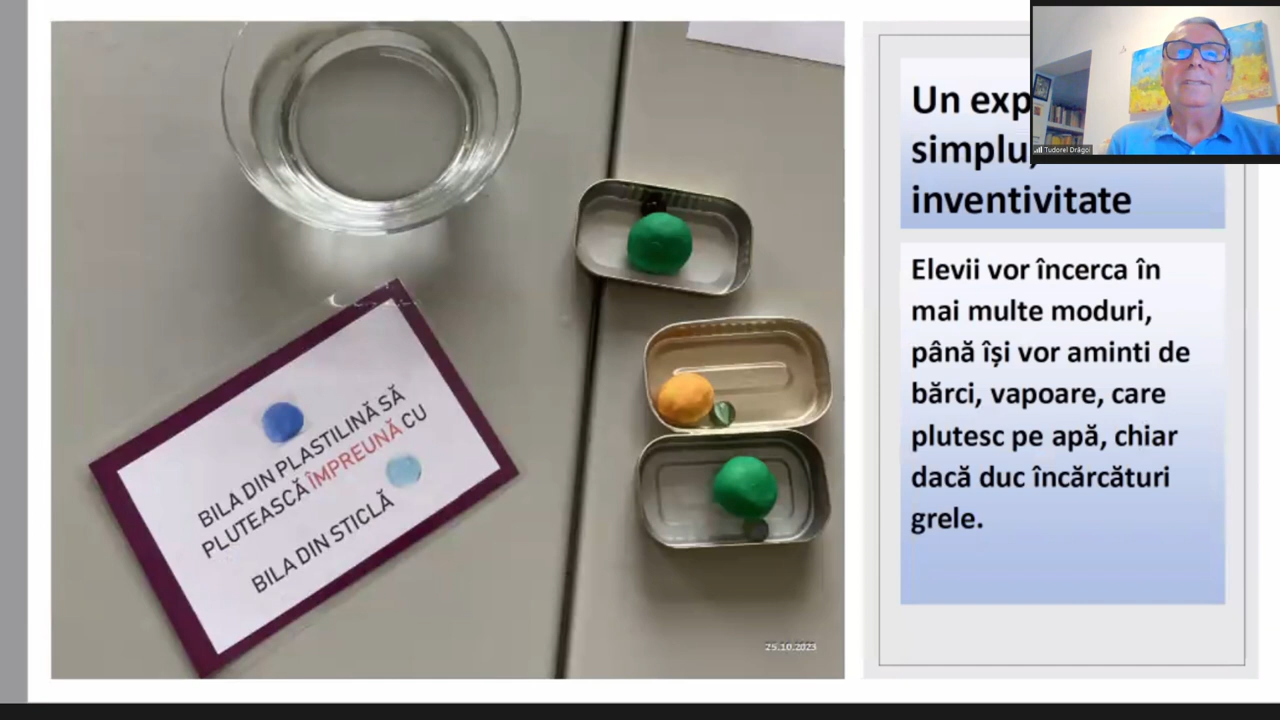 BILA DIN PLASTILINĂ SĂ
PLUTEASCĂ ÎMPREUNĂ CU
BILA DIN STICLĂ
25.10.2023
Un exp
simplu,
inventivitate
Elevii vor încerca în
mai multe moduri,
până își vor aminti de
bărci, vapoare, care
plutesc pe apă, chiar
dacă duc încărcături
grele.
Tudorel Drăgoi